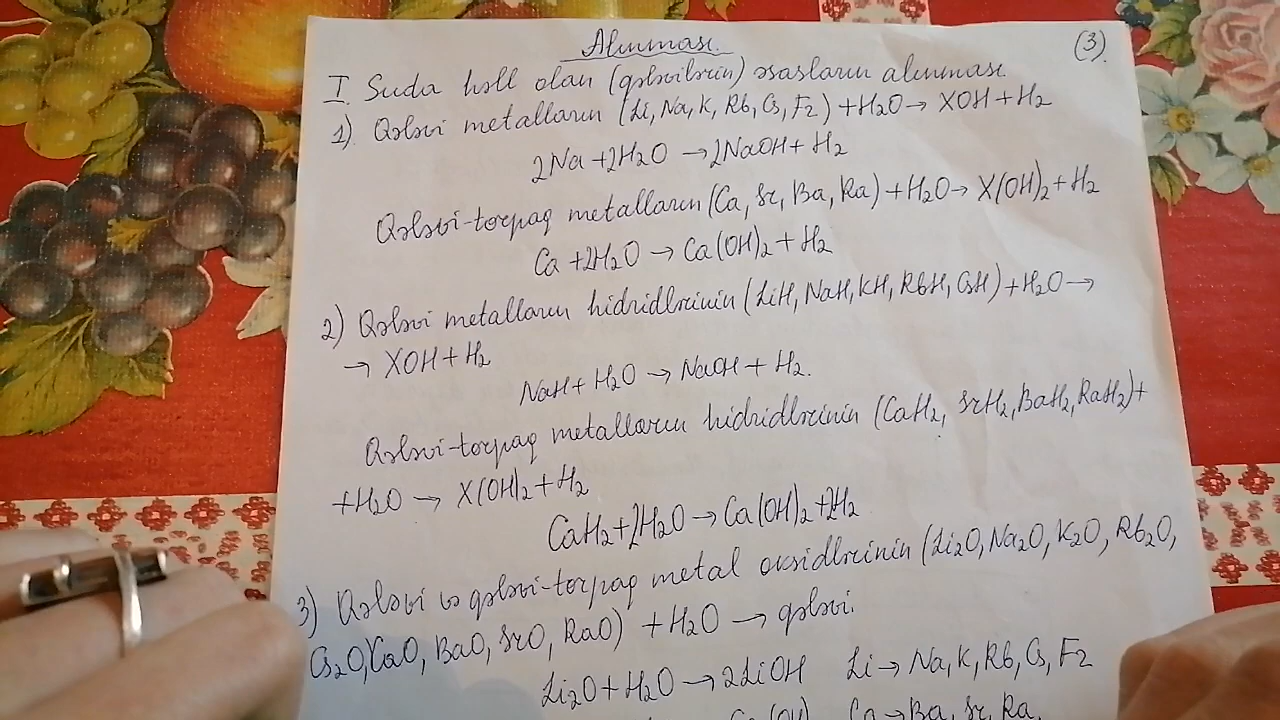 Alınması.
(3).
I. Suda həll olan (qələvilərin) əsasların alınması.
1). Qələvi metalların (Li, Na, K, Rb, Cs, Fr) + H₂O → XOH + H₂
2Na + 2H₂O → 2NaOH + H₂
Qələvi-torpaq metalların (Ca, Sr, Ba, Ra) + H₂O → X(OH)₂ + H₂
Ca + 2H₂O → Ca(OH)₂ + H₂
2) Qələvi metalların hidridlərinin (LiH, NaH, KH, RbH, CsH) + H₂O →
→ XOH + H₂
NaH + H₂O → NaOH + H₂.
Qələvi-torpaq metalların hidridlərinin (CaH₂, SrH₂, BaH₂, RaH₂) +
+ H₂O → X(OH)₂ + H₂
CaH₂ + 2H₂O → Ca(OH)₂ + 2H₂
3) Qələvi və qələvi-torpaq metal oksidlərinin (Li₂O, Na₂O, K₂O, Rb₂O,
Cs₂O, CaO, BaO, SrO, RaO) + H₂O → qələvi.
Li₂O + H₂O → 2LiOH Li → Na, K, Rb, Cs, Fr
Ca(OH) Ca → Ba, Sr, Ra.